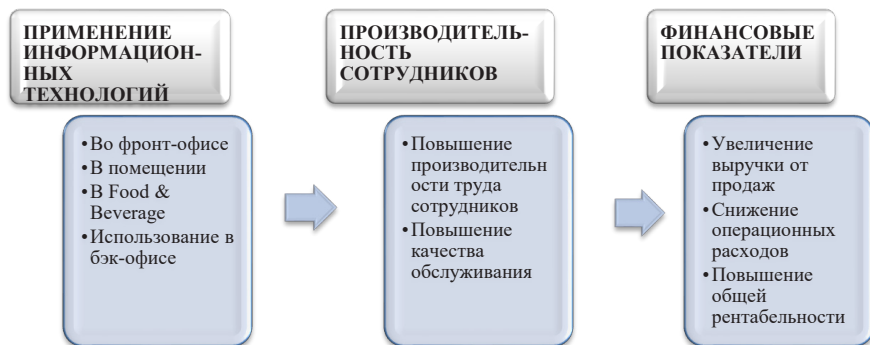 ПРИМЕНЕНИЕ
ИНФОРМАЦИОН-
НЫХ
ТЕХНОЛОГИЙ
•Во фронт-офисе
•В помещении
•В Food &
Beverage
•Использование в
бэк-офисе
ПРОИЗВОДИТЕЛЬ-
НОСТЬ
СОТРУДНИКОВ
•Повышение
производительн
ости труда
сотрудников
•Повышение
качества
обслуживания
ФИНАНСОВЫЕ
ПОКАЗАТЕЛИ
•Увеличение
выручки от
продаж
•Снижение
операционных
расходов
•Повышение
общей
рентабельности